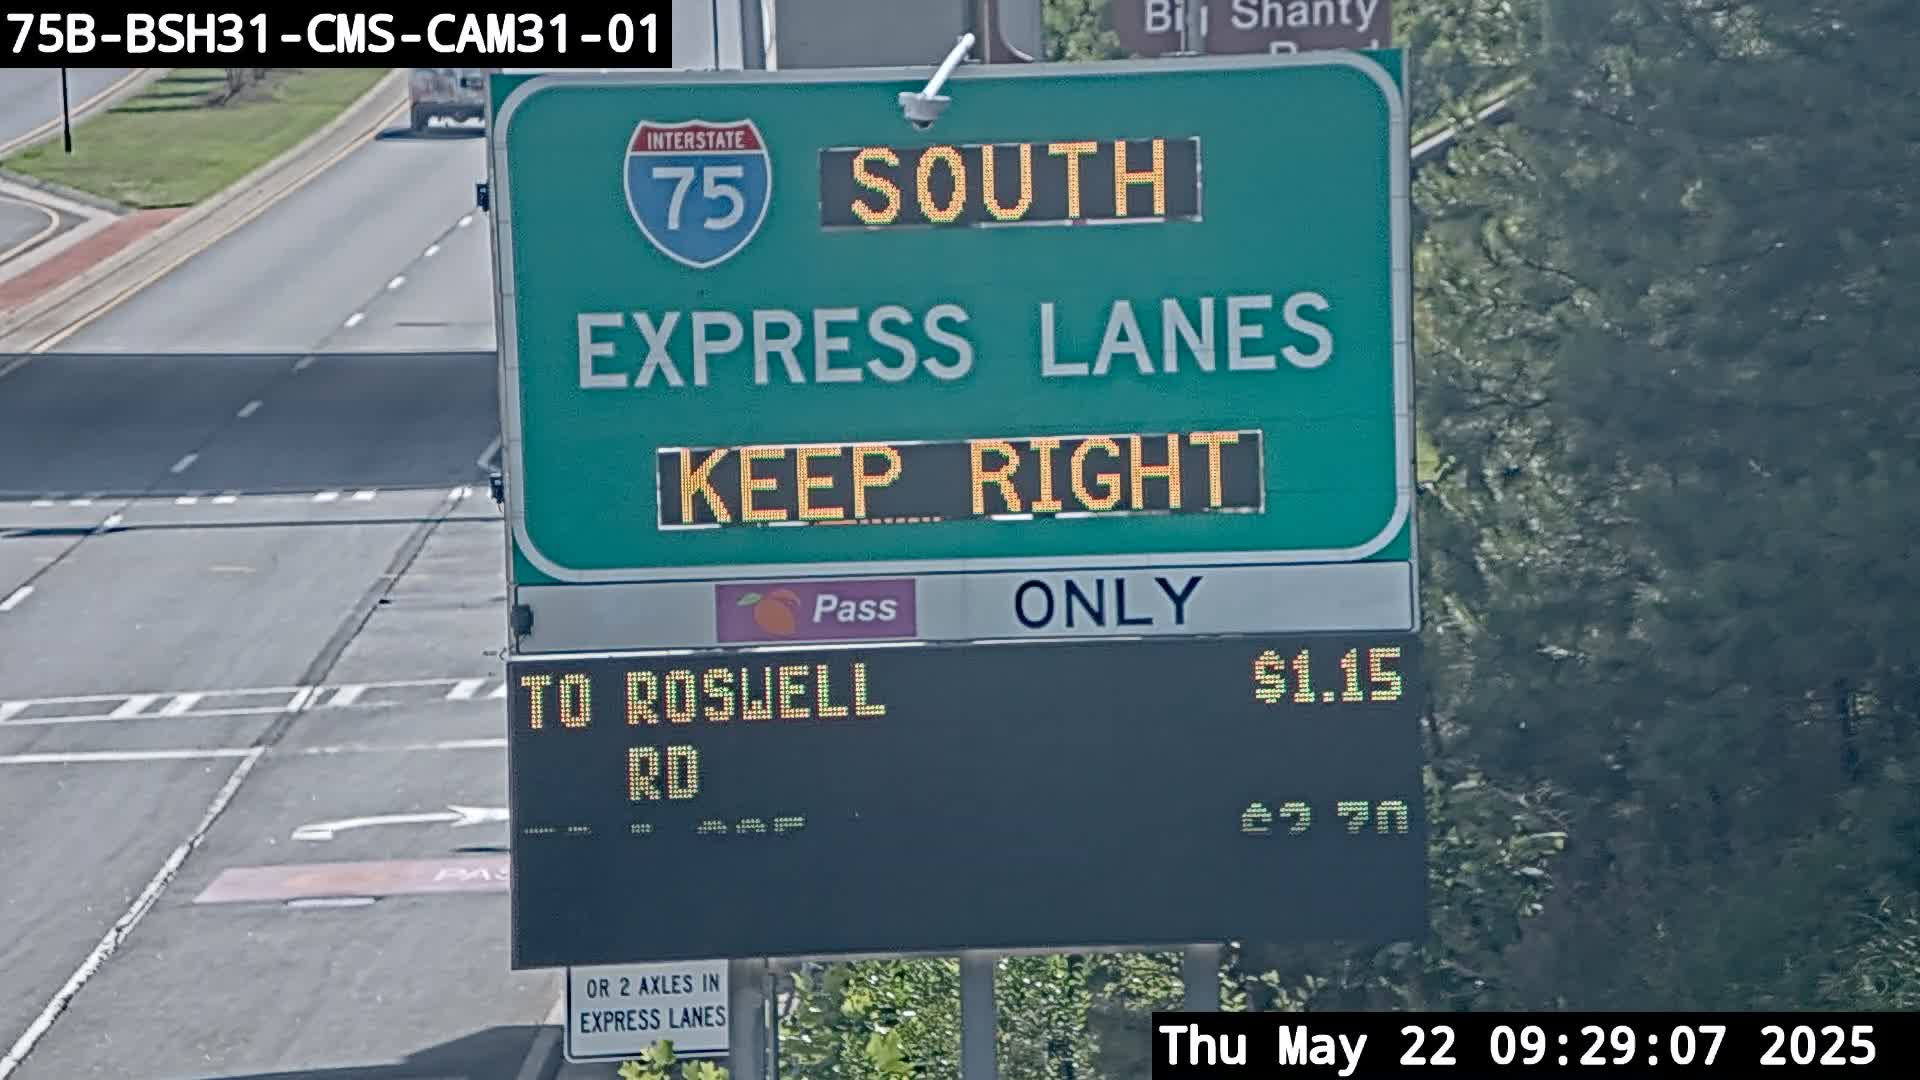 75B-BSH31-CMS-CAM31-01
Big Shanty
INTERSTATE
75
SOUTH
EXPRESS LANES
KEEP RIGHT
Pass ONLY
TO ROSWELL $1.15
RD
OR 2 AXLES IN
EXPRESS LANES
Thu May 22 09:29:07 2025